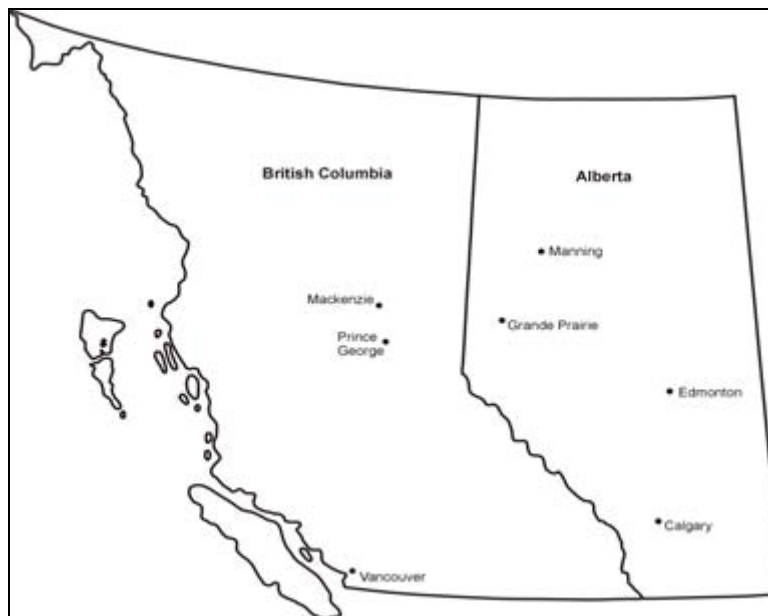 British Columbia
Alberta
Manning
Mackenzie
Grande Prairie
Prince
George
Edmonton
Calgary
Vancouver